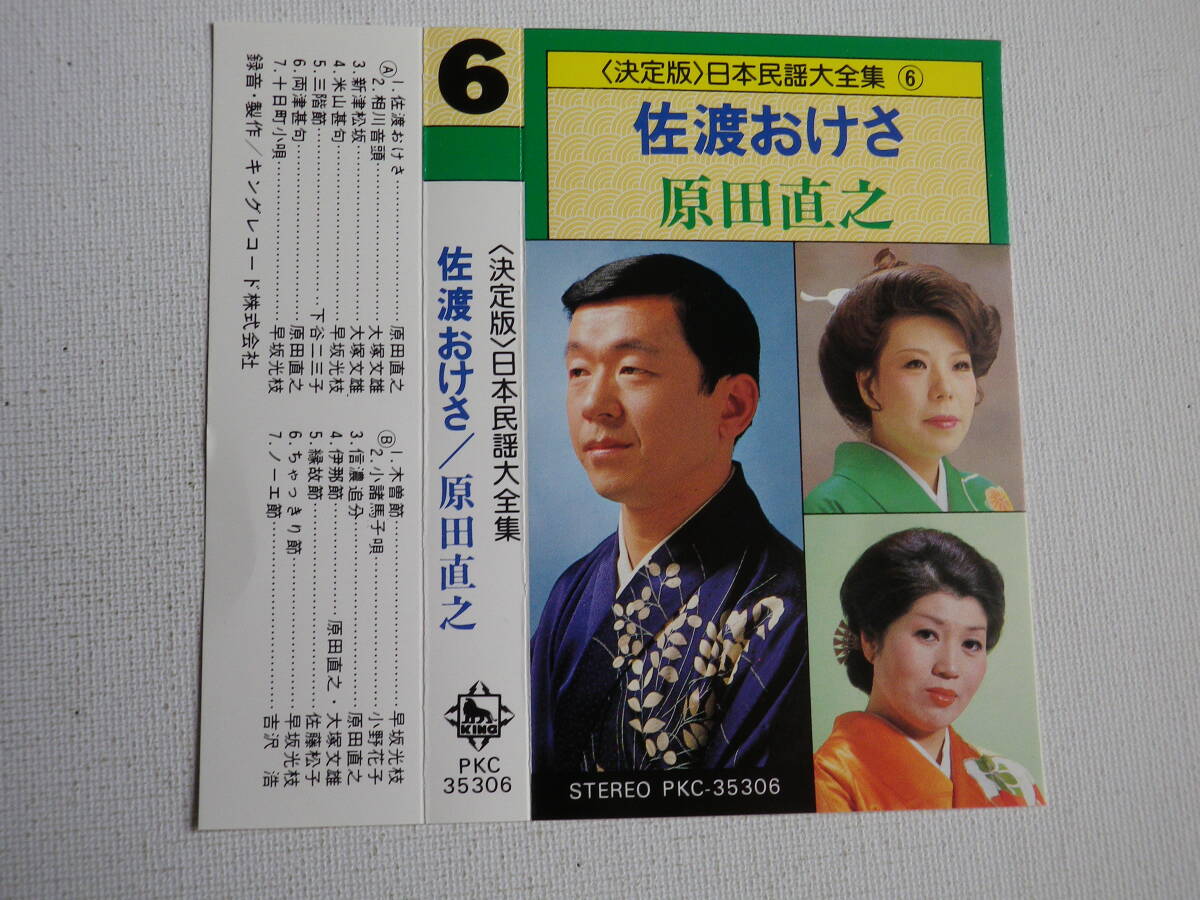 〈決定版〉日本民謡大全集 ⑥
佐渡おけさ
原田直之
STEREO PKC-35306
6
〈決定版〉日本民謡大全集
佐渡おけさ/原田直之
KING
PKC
35306
Ⓐ1.佐渡おけさ……原田直之
2.相川音頭……大塚文雄
3.新津松坂……大塚文雄
4.米山甚句……早坂光枝
5.三階節……下谷二三子
6.両津甚句……原田直之
7.十日町小唄……早坂光枝
Ⓑ1.木曽節……早坂光枝
2.小諸馬子唄……小野花子
3.信濃追分……原田直之
4.伊那節……原田直之・大塚文雄
5.縁故節……佐藤松子
6.ちゃっきり節……早坂光枝
7.ノーエ節……吉沢 浩
録音・製作/キングレコード株式会社